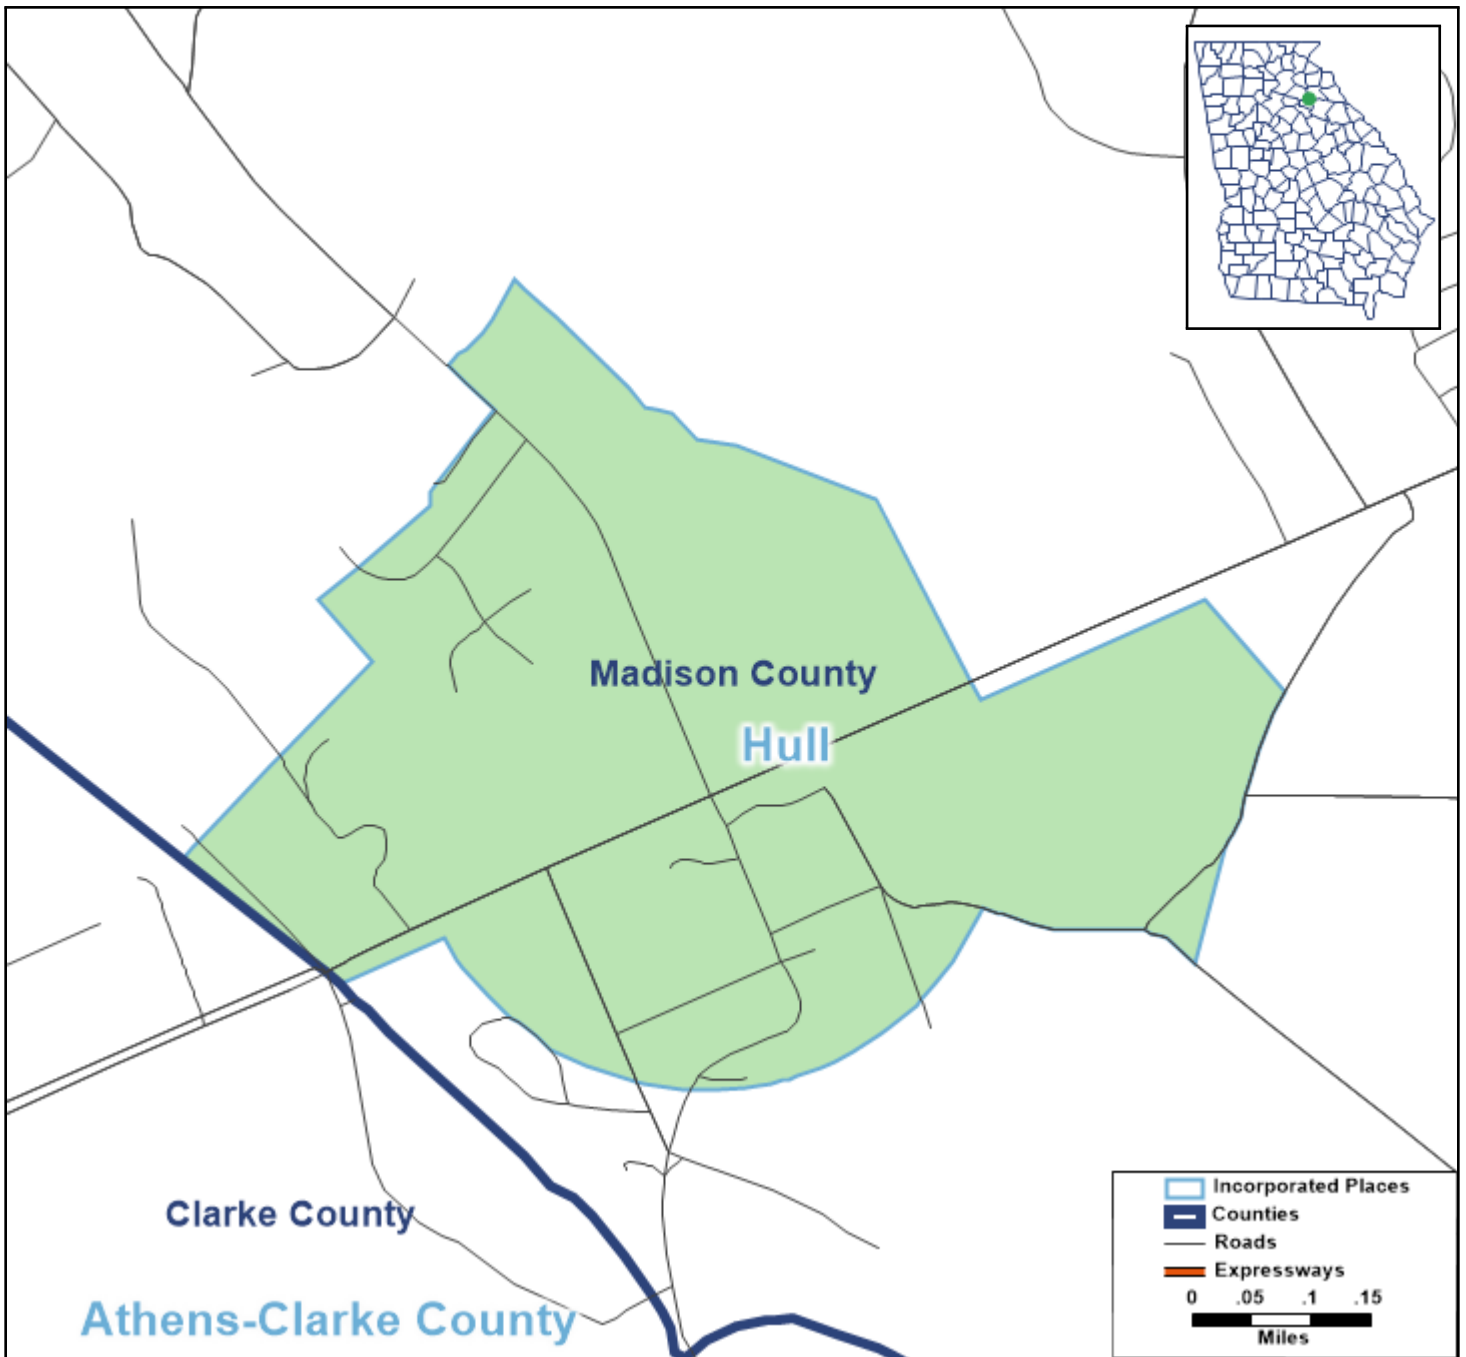 Madison County
Hull
Clarke County
Athens-Clarke County
Incorporated Places
Counties
Roads
Expressways
0 .05 .1 .15
Miles